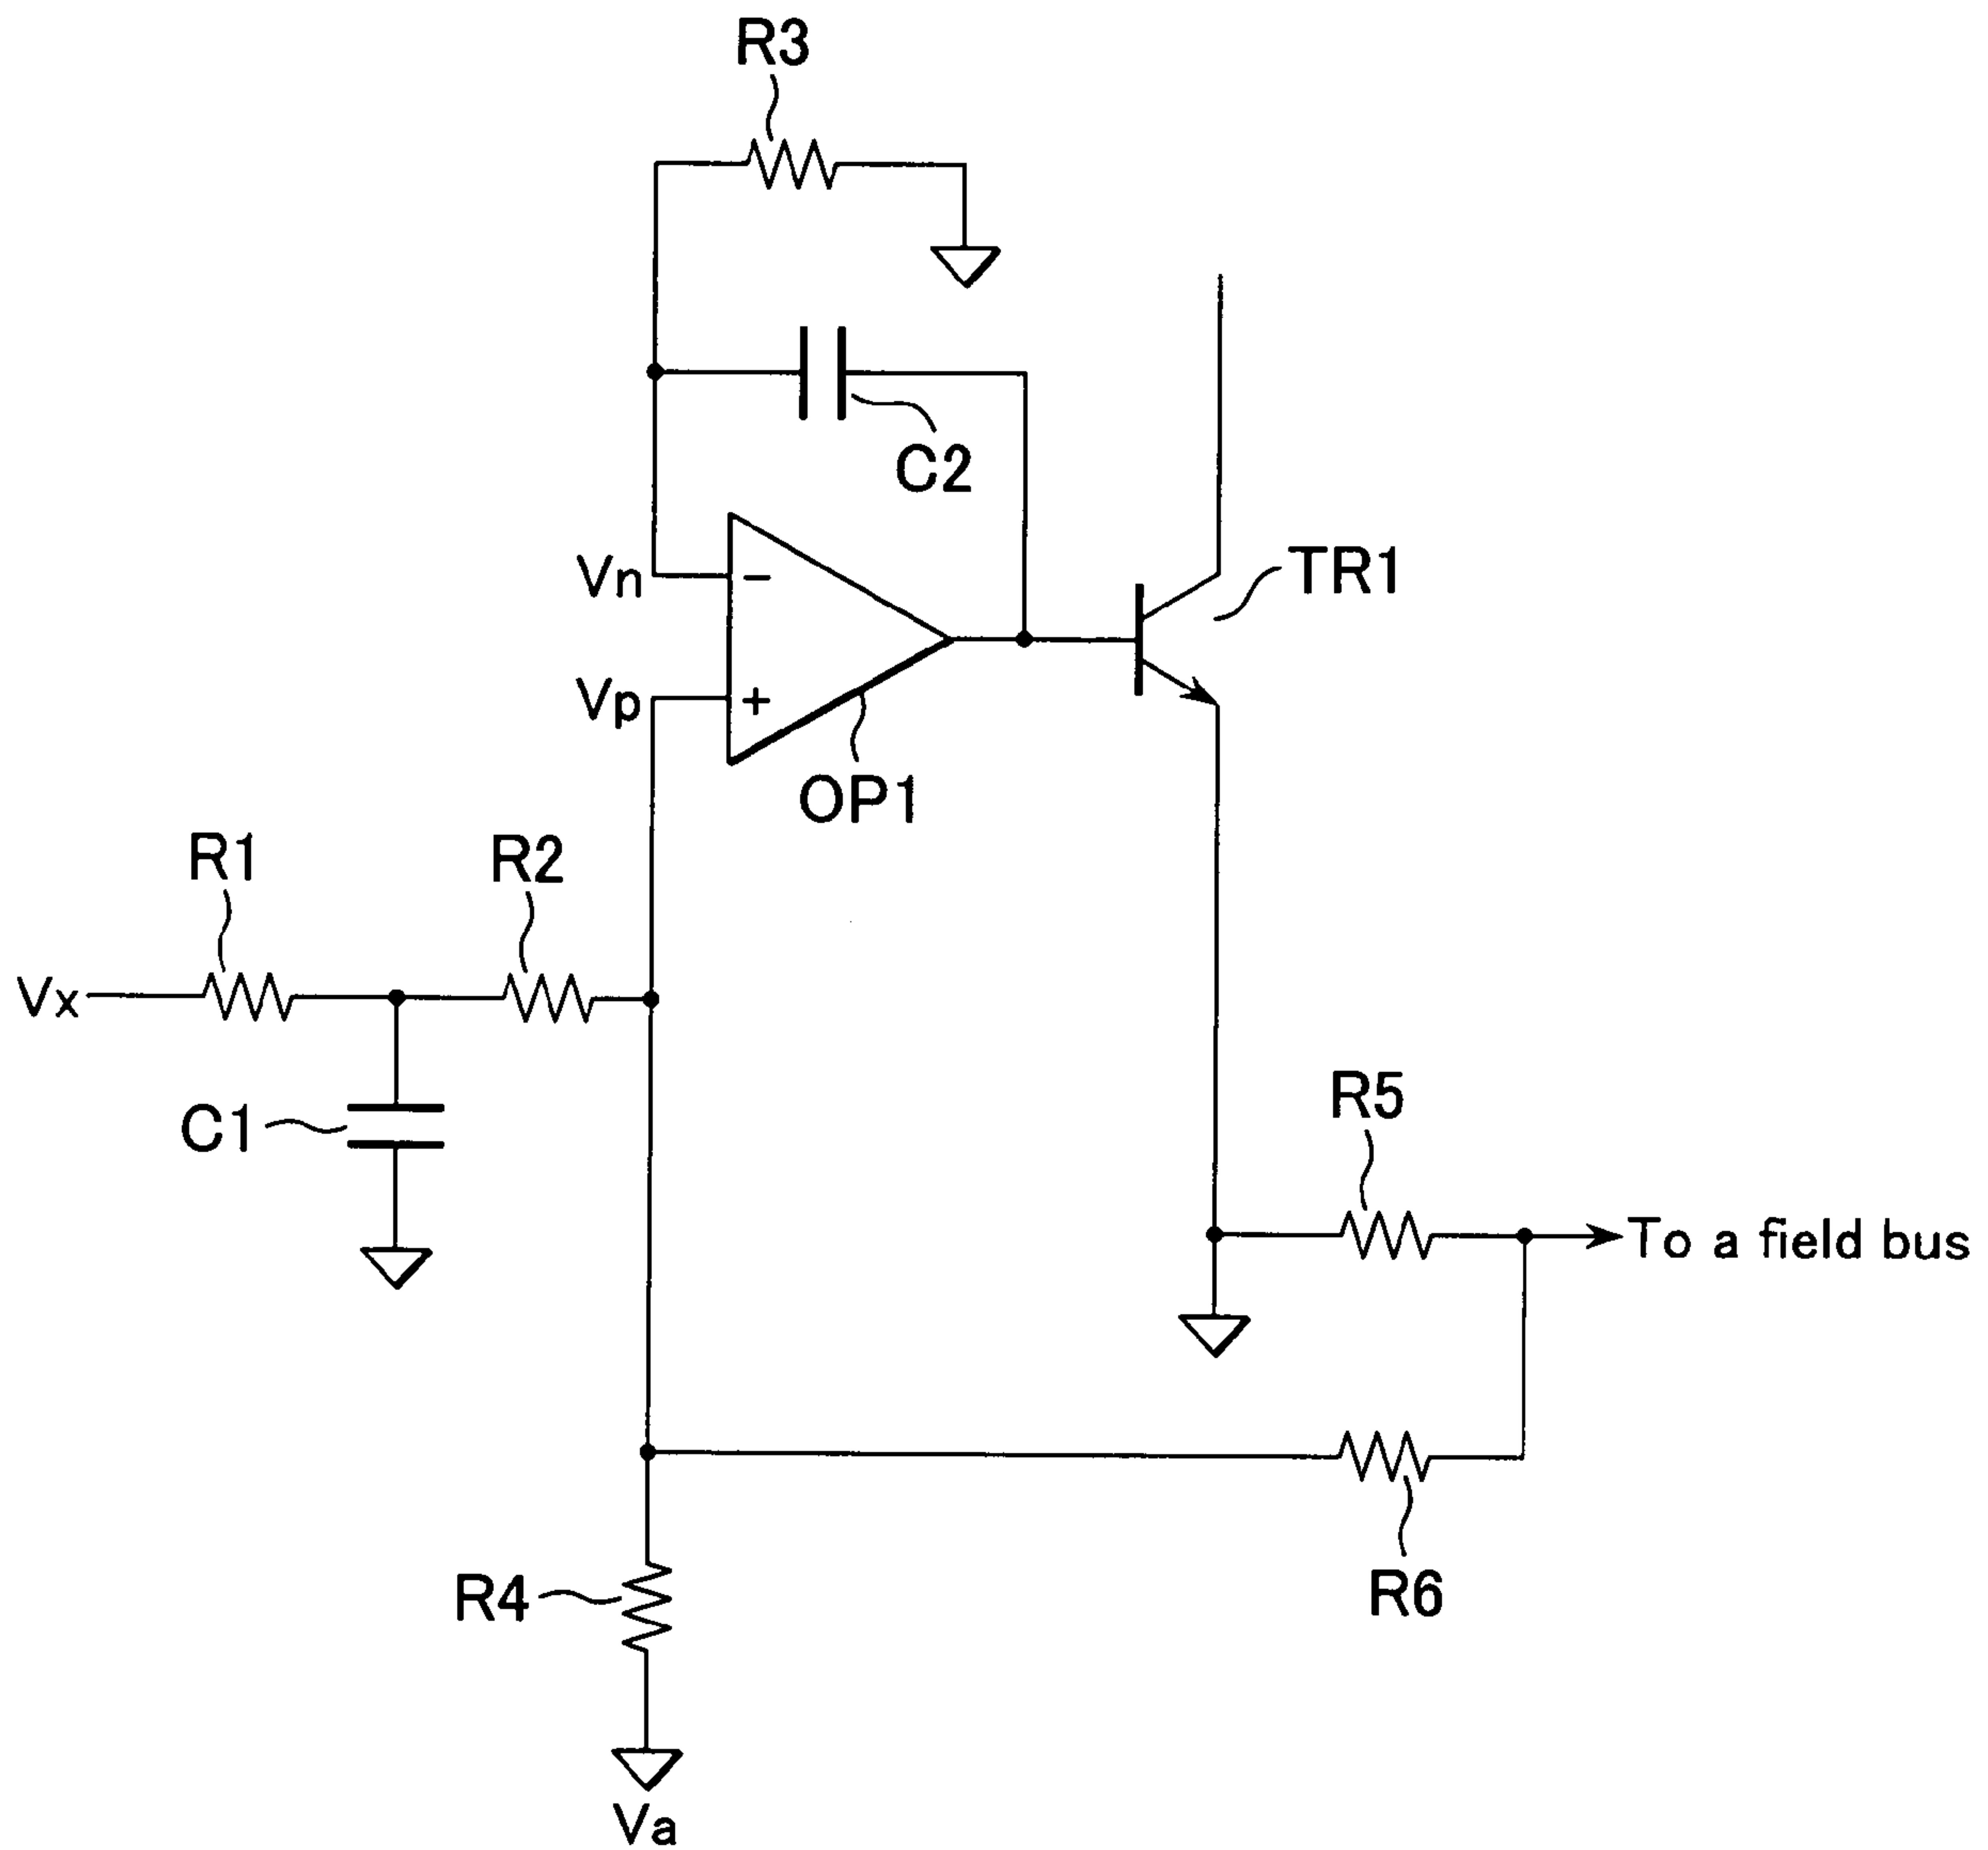 R3
C2
Vn
−
TR1
Vp
+
OP1
R1
R2
Vx
R5
C1
To a field bus
R4
R6
Va